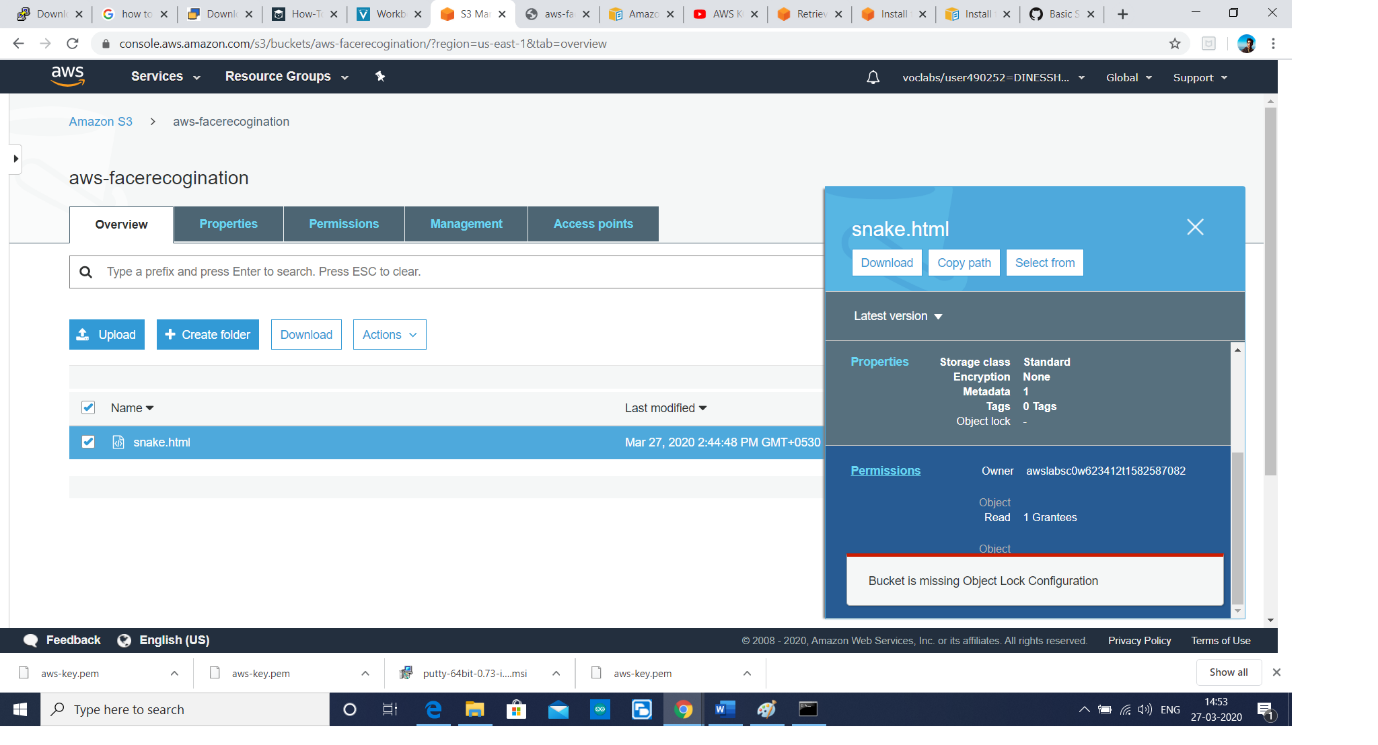 Downl
how to
Downl
How-T
Workb
S3 Ma
aws-fa
Amazo
AWS K
Retriev
Install
Install
Basic S
console.aws.amazon.com/s3/buckets/aws-facerecogination/?region=us-east-1&tab=overview
aws Services Resource Groups voclabs/user490252=DINESSH... Global Support
Amazon S3 > aws-facerecogination
aws-facerecogination
Overview Properties Permissions Management Access points
Type a prefix and press Enter to search. Press ESC to clear.
Upload + Create folder Download Actions
Name Last modified
snake.html Mar 27, 2020 2:44:48 PM GMT+0530
snake.html
Download Copy path Select from
Latest version
Properties Storage class Standard
Encryption None
Metadata 1
Tags 0 Tags
Object lock -
Permissions Owner awslabsc0w623412t1582587082
Object
Read 1 Grantees
Object
Bucket is missing Object Lock Configuration
Feedback English (US) © 2008 - 2020, Amazon Web Services, Inc. or its affiliates. All rights reserved. Privacy Policy Terms of Use
aws-key.pem aws-key.pem putty-64bit-0.73-i....msi aws-key.pem Show all
Type here to search ENG 14:53
27-03-2020